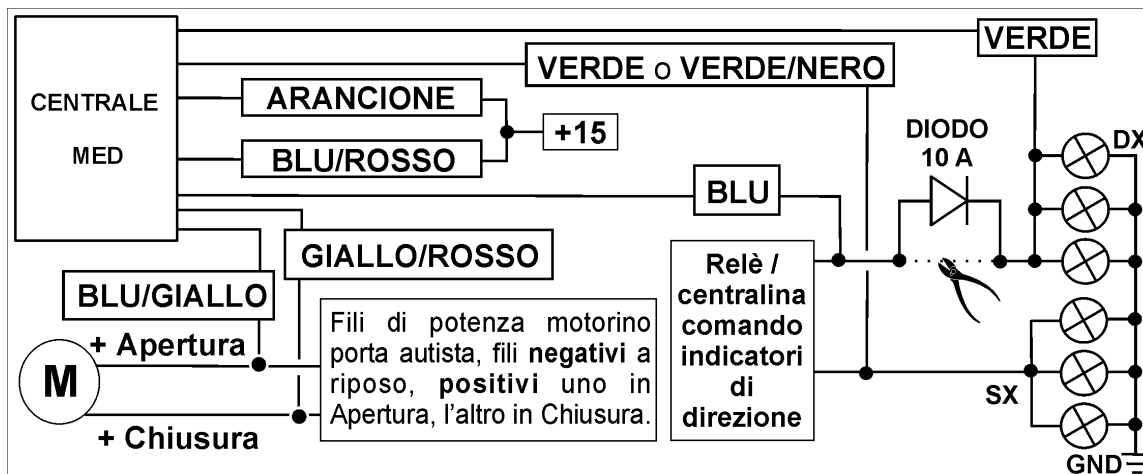 CENTRALE
MED
VERDE
VERDE o VERDE/NERO
ARANCIONE
+15
BLU/ROSSO
BLU
GIALLO/ROSSO
BLU/GIALLO
DIODO
10 A
DX
Relè /
centralina
comando
indicatori
di
direzione
+ Apertura
M
+ Chiusura
Fili di potenza motorino
porta autista, fili negativi a
riposo, positivi uno in
Apertura, l'altro in Chiusura.
SX
GND